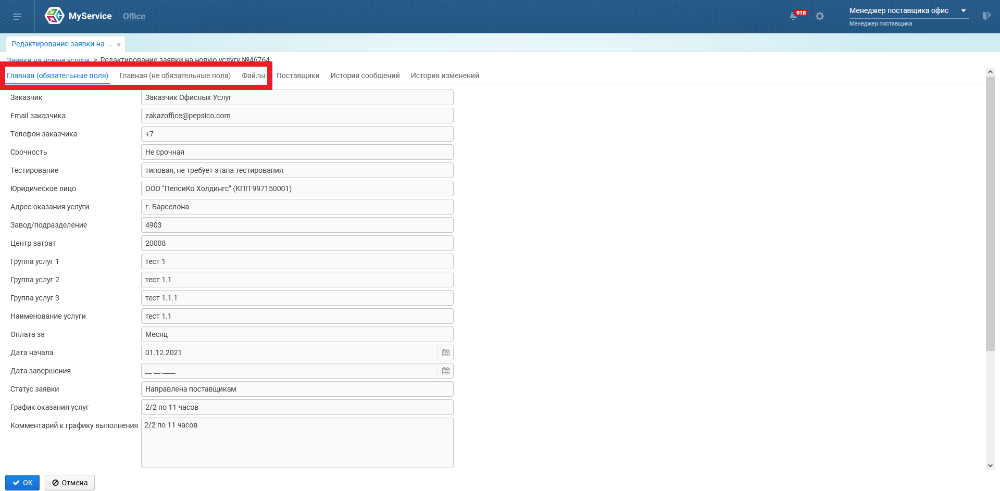 MyService Office
918
Менеджер поставщика офис
Менеджер поставщика
Редактирование заявки на ... ×
Заявки на новые услуги > Редактирование заявки на новую услугу №46764
Главная (обязательные поля) Главная (не обязательные поля) Файлы Поставщики История сообщений История изменений
Заказчик Заказчик Офисных Услуг
Email заказчика zakazoffice@pepsico.com
Телефон заказчика +7
Срочность Не срочная
Тестирование типовая, не требует этапа тестирования
Юридическое лицо ООО "ПепсиКо Холдингс" (КПП 997150001)
Адрес оказания услуги г. Барселона
Завод/подразделение 4903
Центр затрат 20008
Группа услуг 1 тест 1
Группа услуг 2 тест 1.1
Группа услуг 3 тест 1.1.1
Наименование услуги тест 1.1
Оплата за Месяц
Дата начала 01.12.2021
Дата завершения __.__.____
Статус заявки Направлена поставщикам
График оказания услуг 2/2 по 11 часов
Комментарий к графику выполнения 2/2 по 11 часов
OK Отмена